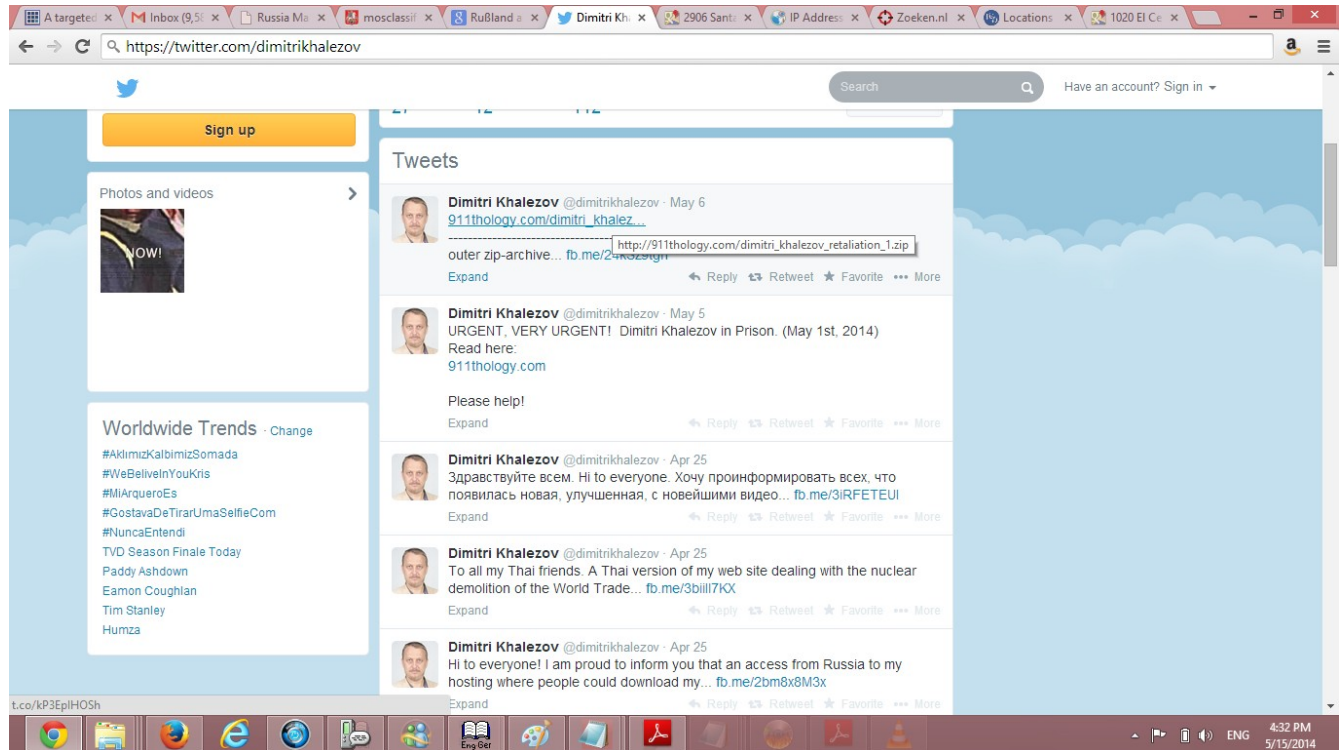 A targeted
M Inbox (9,5
Russia Ma
mosclassif
8 Rußland a
Dimitri Kh
2906 Santa
IP Address
Zoeken.nl
Locations
1020 El Ce
https://twitter.com/dimitrikhalezov
Search
Have an account? Sign in
Sign up
Photos and videos
NOW!
Worldwide Trends · Change
#AklımızKalbimizSomada
#WeBeliveInYouKris
#MiArqueroEs
#GostavaDeTirarUmaSelfieCom
#NuncaEntendi
TVD Season Finale Today
Paddy Ashdown
Eamon Coughlan
Tim Stanley
Humza
Tweets
Dimitri Khalezov @dimitrikhalezov · May 6
911thology.com/dimitri_khalez...
http://911thology.com/dimitri_khalezov_retaliation_1.zip
outer zip-archive...
Expand Reply Retweet Favorite More
Dimitri Khalezov @dimitrikhalezov · May 5
URGENT, VERY URGENT! Dimitri Khalezov in Prison. (May 1st, 2014)
Read here:
911thology.com
Please help!
Expand Reply Retweet Favorite More
Dimitri Khalezov @dimitrikhalezov · Apr 25
Здравствуйте всем. Hi to everyone. Хочу проинформировать всех, что
появилась новая, улучшенная, с новейшими видео... fb.me/3iRFETEUl
Expand Reply Retweet Favorite More
Dimitri Khalezov @dimitrikhalezov · Apr 25
To all my Thai friends. A Thai version of my web site dealing with the nuclear
demolition of the World Trade... fb.me/3biill7KX
Expand Reply Retweet Favorite More
Dimitri Khalezov @dimitrikhalezov · Apr 25
Hi to everyone! I am proud to inform you that an access from Russia to my
hosting where people could download my... fb.me/2bm8x8M3x
Expand Reply Retweet Favorite More
t.co/kP3EplHOSh
Eng Ger
ENG
4:32 PM
5/15/2014